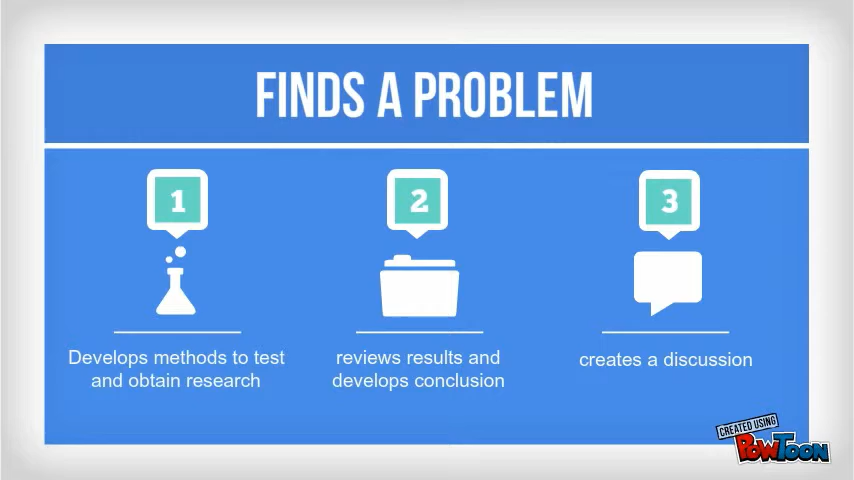 FINDS A PROBLEM
1
2
3
Develops methods to test
and obtain research
reviews results and
develops conclusion
creates a discussion
CREATED USING
POWTOON